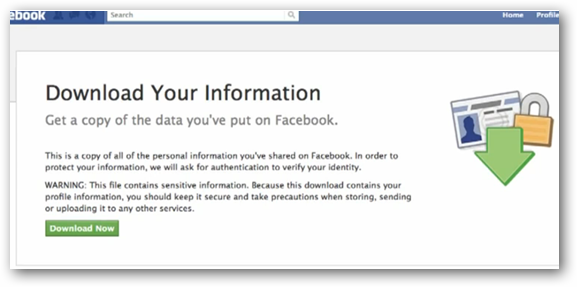 ebook Search Home Profile
Download Your Information
Get a copy of the data you've put on Facebook.
This is a copy of all of the personal information you've shared on Facebook. In order to
protect your information, we will ask for authentication to verify your identity.
WARNING: This file contains sensitive information. Because this download contains your
profile information, you should keep it secure and take precautions when storing, sending
or uploading it to any other services.
Download Now